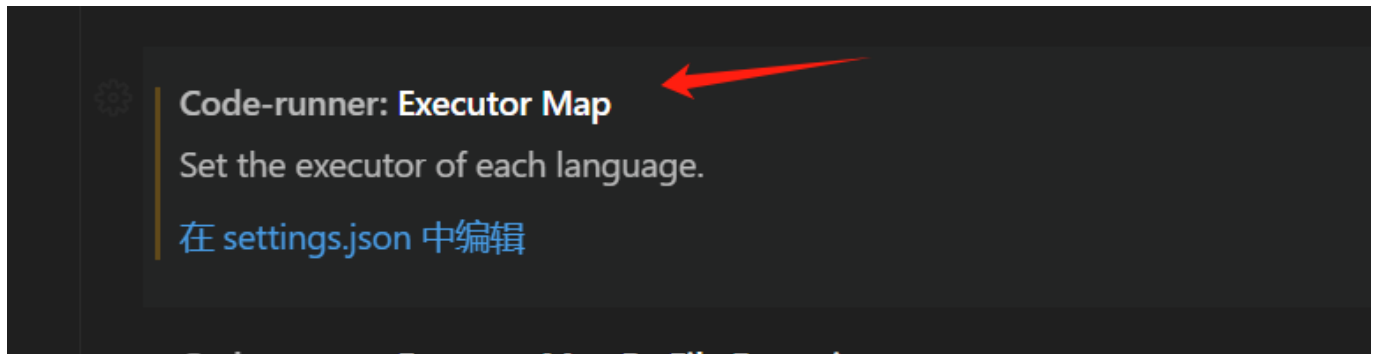 Code-runner: Executor Map
Set the executor of each language.
在 settings.json 中编辑